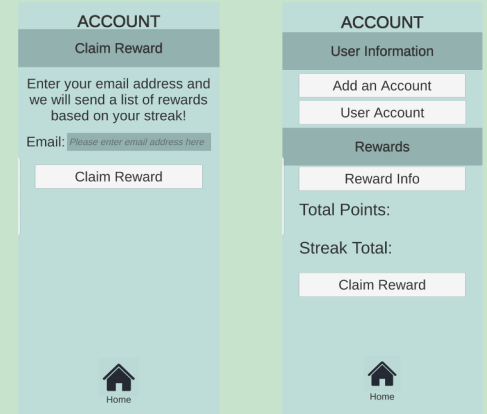 ACCOUNT
Claim Reward
Enter your email address and
we will send a list of rewards
based on your streak!
Email: Please enter email address here
Claim Reward
Home
ACCOUNT
User Information
Add an Account
User Account
Rewards
Reward Info
Total Points:
Streak Total:
Claim Reward
Home